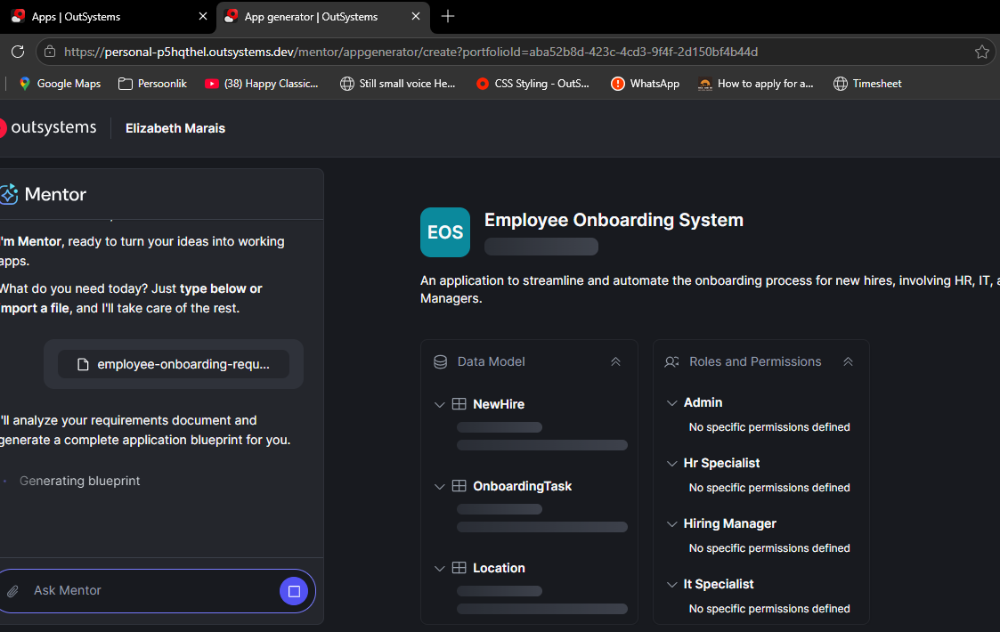 Apps | OutSystems
App generator | OutSystems
https://personal-p5hqthel.outsystems.dev/mentor/appgenerator/create?portfolioId=aba52b8d-423c-4cd3-9f4f-2d150bf4b44d
Google Maps
Persoonlik
(38) Happy Classic...
Still small voice He...
CSS Styling - OutS...
WhatsApp
How to apply for a...
Timesheet
outsystems
Elizabeth Marais
Mentor
'm Mentor, ready to turn your ideas into working
apps.
What do you need today? Just type below or
mport a file, and I'll take care of the rest.
employee-onboarding-requ...
'll analyze your requirements document and
generate a complete application blueprint for you.
Generating blueprint
Ask Mentor
EOS
Employee Onboarding System
An application to streamline and automate the onboarding process for new hires, involving HR, IT, a
Managers.
Data Model
NewHire
OnboardingTask
Location
Roles and Permissions
Admin
No specific permissions defined
Hr Specialist
No specific permissions defined
Hiring Manager
No specific permissions defined
It Specialist
No specific permissions defined